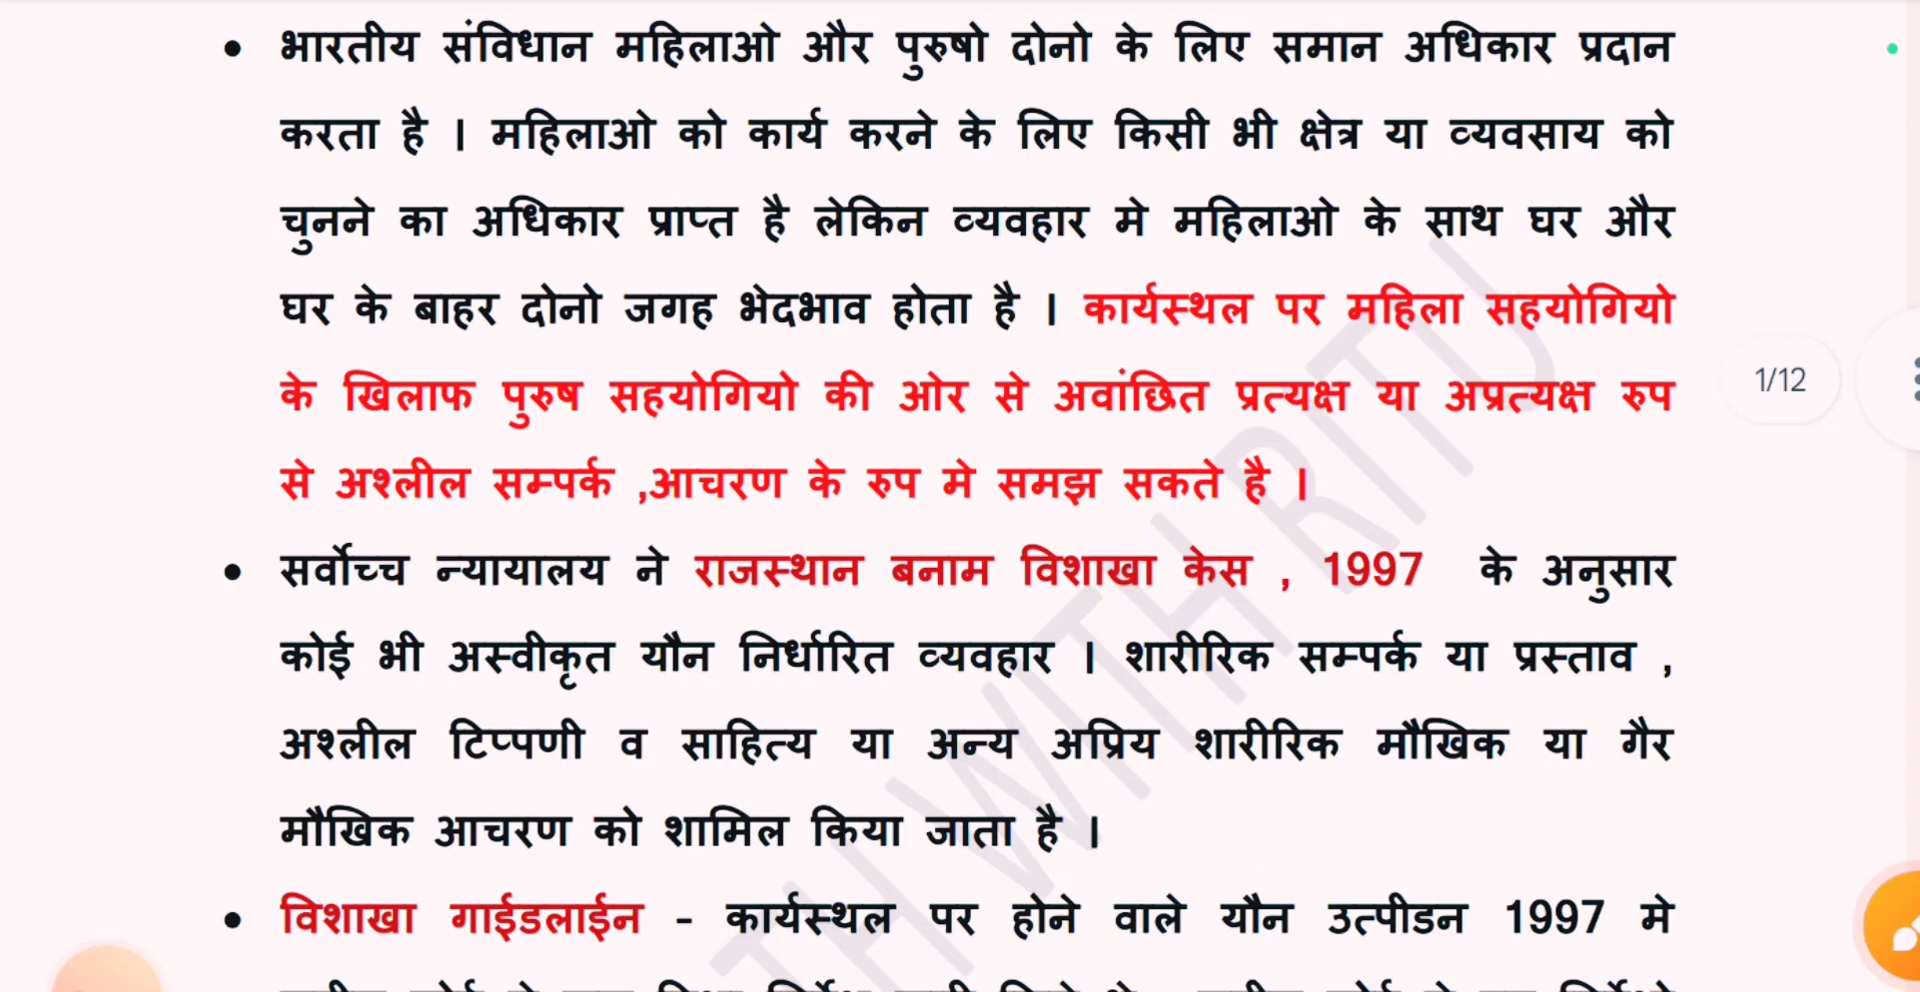 • भारतीय संविधान महिलाओ और पुरुषो दोनो के लिए समान अधिकार प्रदान
करता है । महिलाओ को कार्य करने के लिए किसी भी क्षेत्र या व्यवसाय को
चुनने का अधिकार प्राप्त है लेकिन व्यवहार मे महिलाओ के साथ घर और
घर के बाहर दोनो जगह भेदभाव होता है । कार्यस्थल पर महिला सहयोगियो
के खिलाफ पुरुष सहयोगियो की ओर से अवांछित प्रत्यक्ष या अप्रत्यक्ष रुप
से अश्लील सम्पर्क ,आचरण के रुप मे समझ सकते है ।
• सर्वोच्च न्यायालय ने राजस्थान बनाम विशाखा केस , 1997 के अनुसार
कोई भी अस्वीकृत यौन निर्धारित व्यवहार । शारीरिक सम्पर्क या प्रस्ताव ,
अश्लील टिप्पणी व साहित्य या अन्य अप्रिय शारीरिक मौखिक या गैर
मौखिक आचरण को शामिल किया जाता है ।
• विशाखा गाईडलाईन - कार्यस्थल पर होने वाले यौन उत्पीडन 1997 मे
1/12
TH WITH RITU